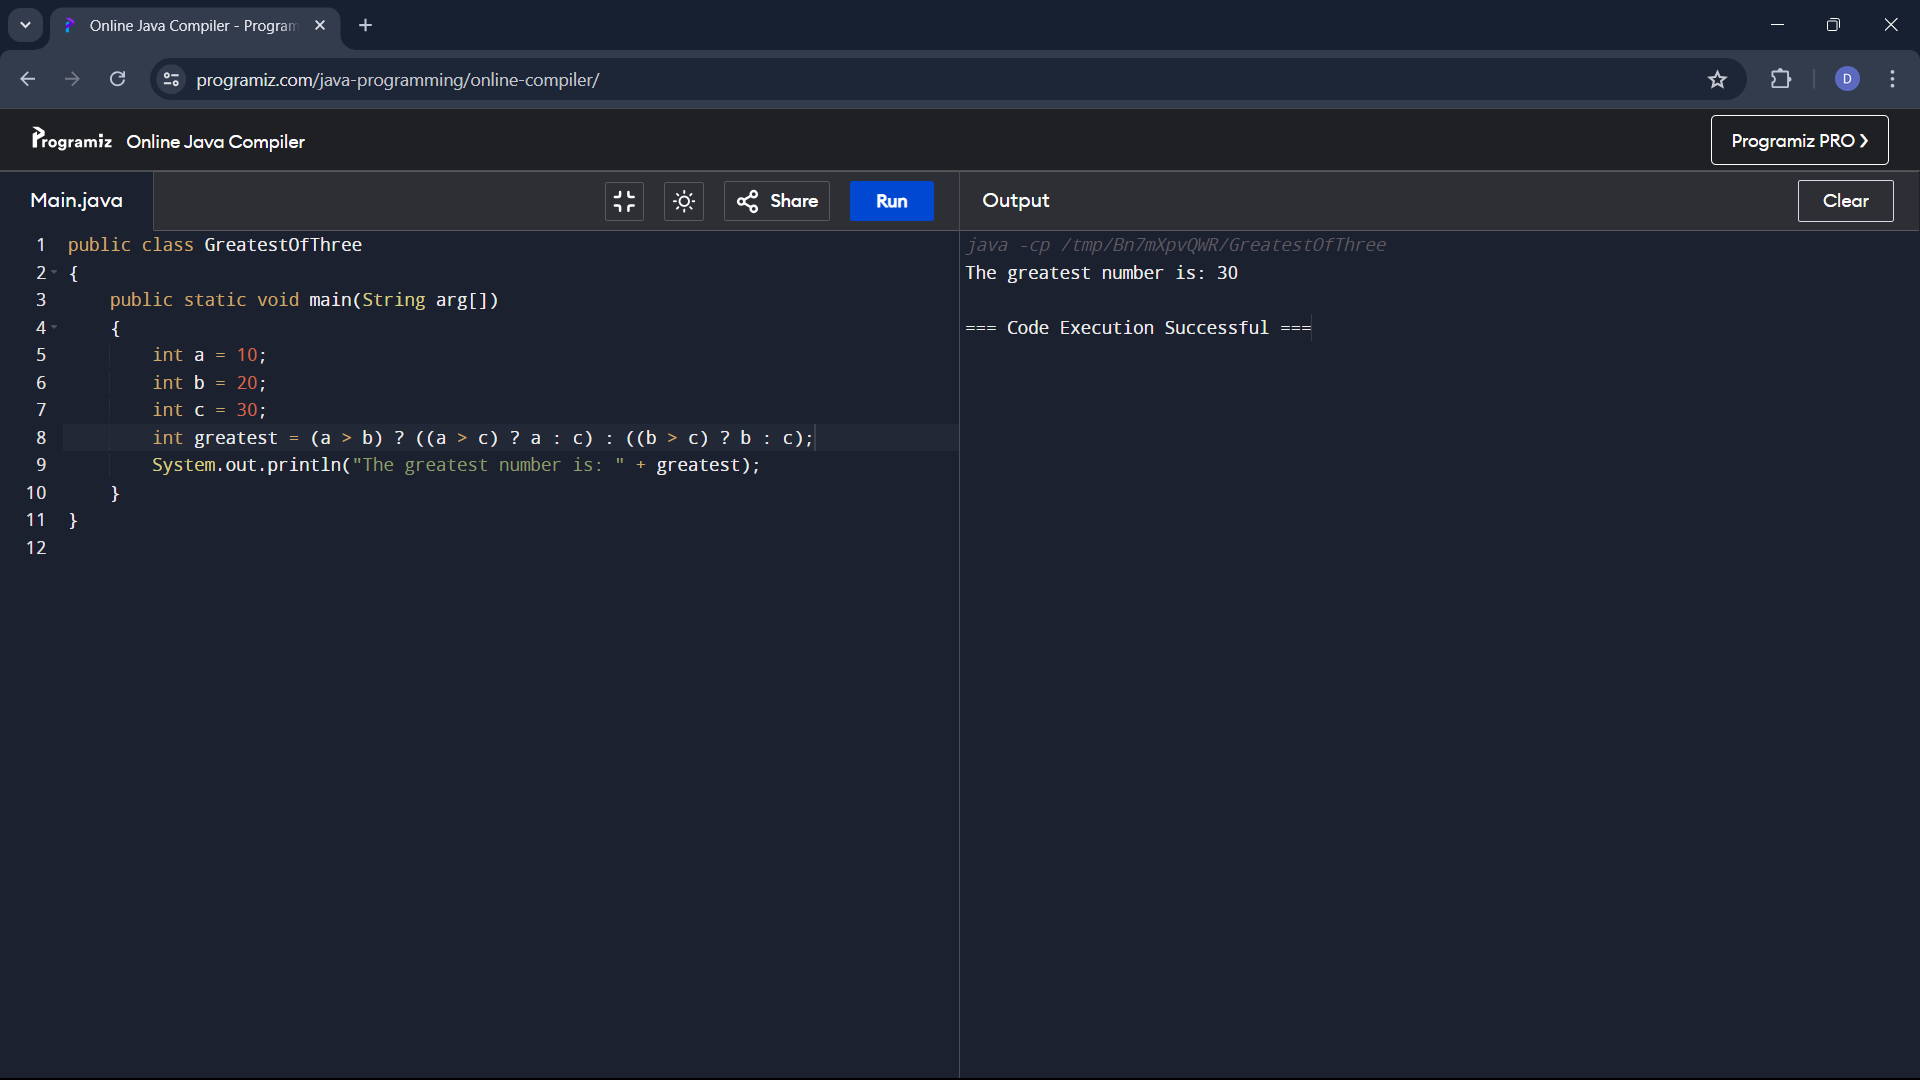 Online Java Compiler - Program
programiz.com/java-programming/online-compiler/
D
Programiz Online Java Compiler
Programiz PRO ❯
Main.java
Share
Run
Output
Clear
1 public class GreatestOfThree
2 {
3     public static void main(String arg[])
4     {
5         int a = 10;
6         int b = 20;
7         int c = 30;
8         int greatest = (a > b) ? ((a > c) ? a : c) : ((b > c) ? b : c);
9         System.out.println("The greatest number is: " + greatest);
10     }
11 }
12
java -cp /tmp/Bn7mXpvQWR/GreatestOfThree
The greatest number is: 30
=== Code Execution Successful ===